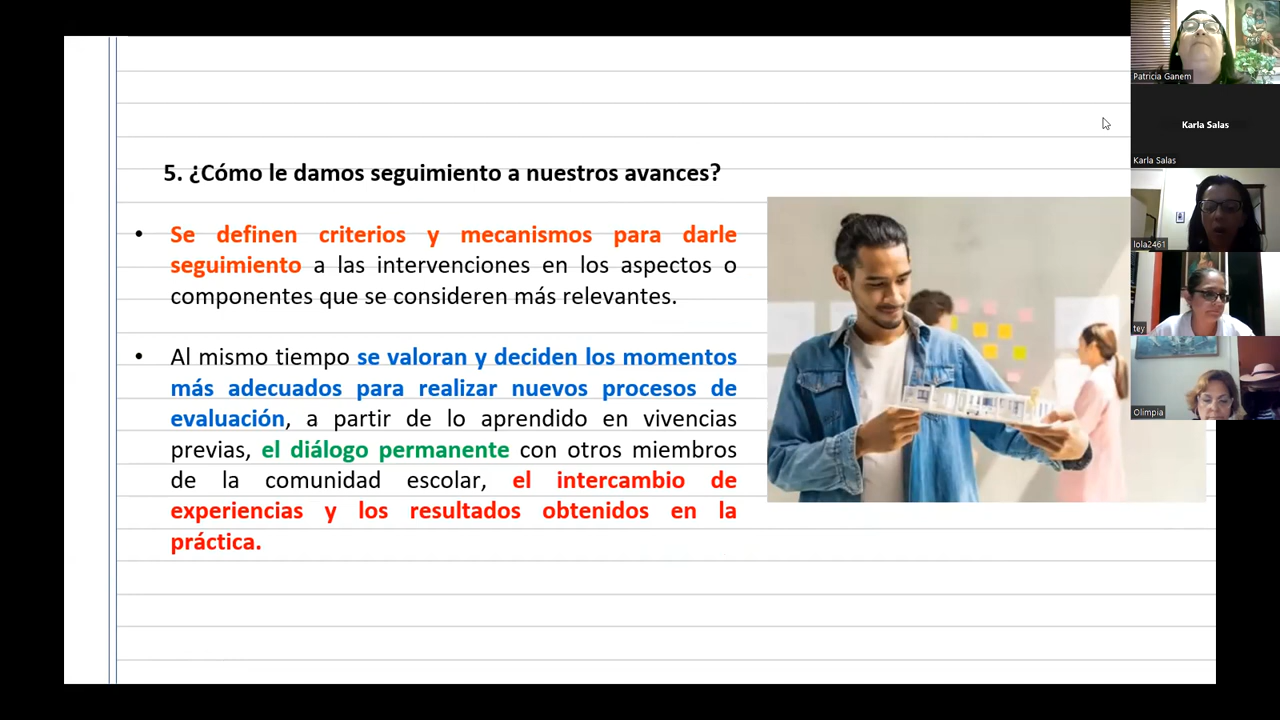 5. ¿Cómo le damos seguimiento a nuestros avances?
• Se definen criterios y mecanismos para darle
seguimiento a las intervenciones en los aspectos o
componentes que se consideren más relevantes.
• Al mismo tiempo se valoran y deciden los momentos
más adecuados para realizar nuevos procesos de
evaluación, a partir de lo aprendido en vivencias
previas, el diálogo permanente con otros miembros
de la comunidad escolar, el intercambio de
experiencias y los resultados obtenidos en la
práctica.
Patricia Ganem
Karla Salas
Karla Salas
lola2461
tey
Olimpia